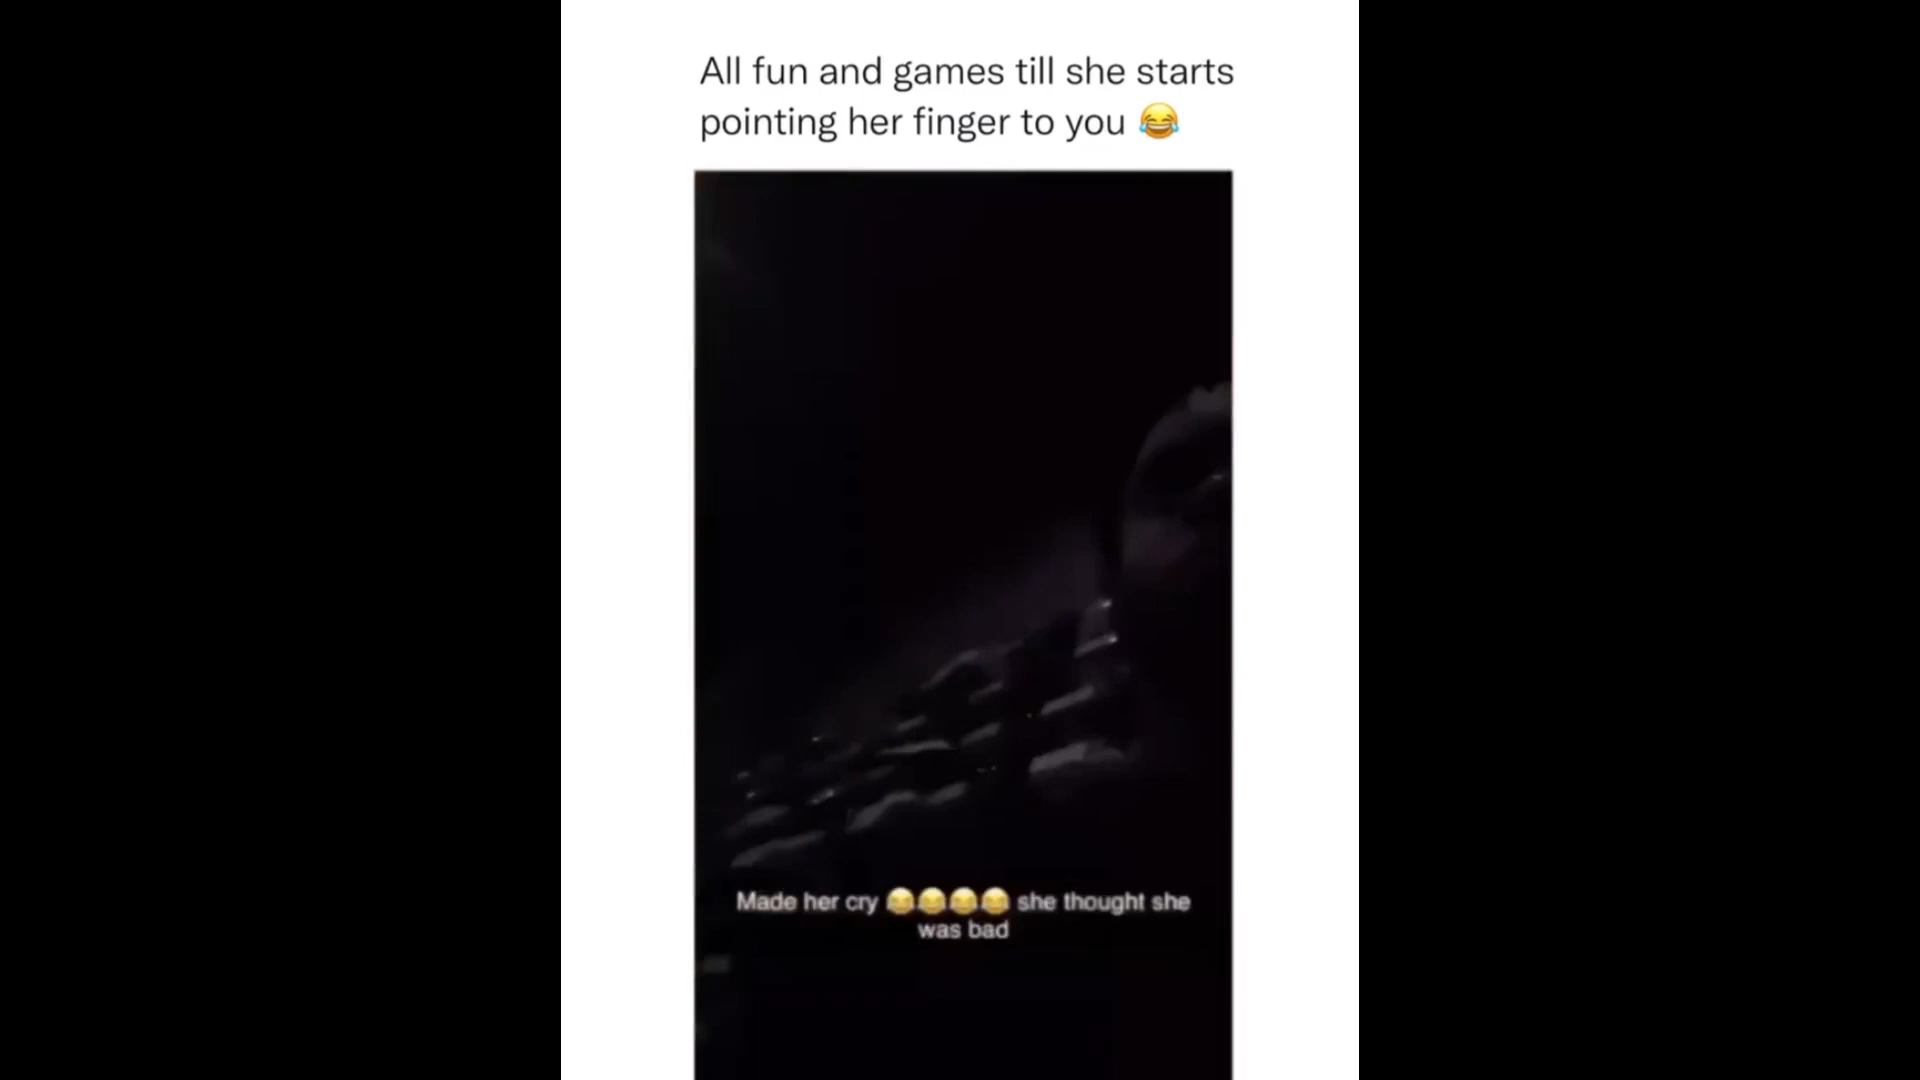 All fun and games till she starts
pointing her finger to you 😂
Made her cry 😂😂😂😂 she thought she
was bad